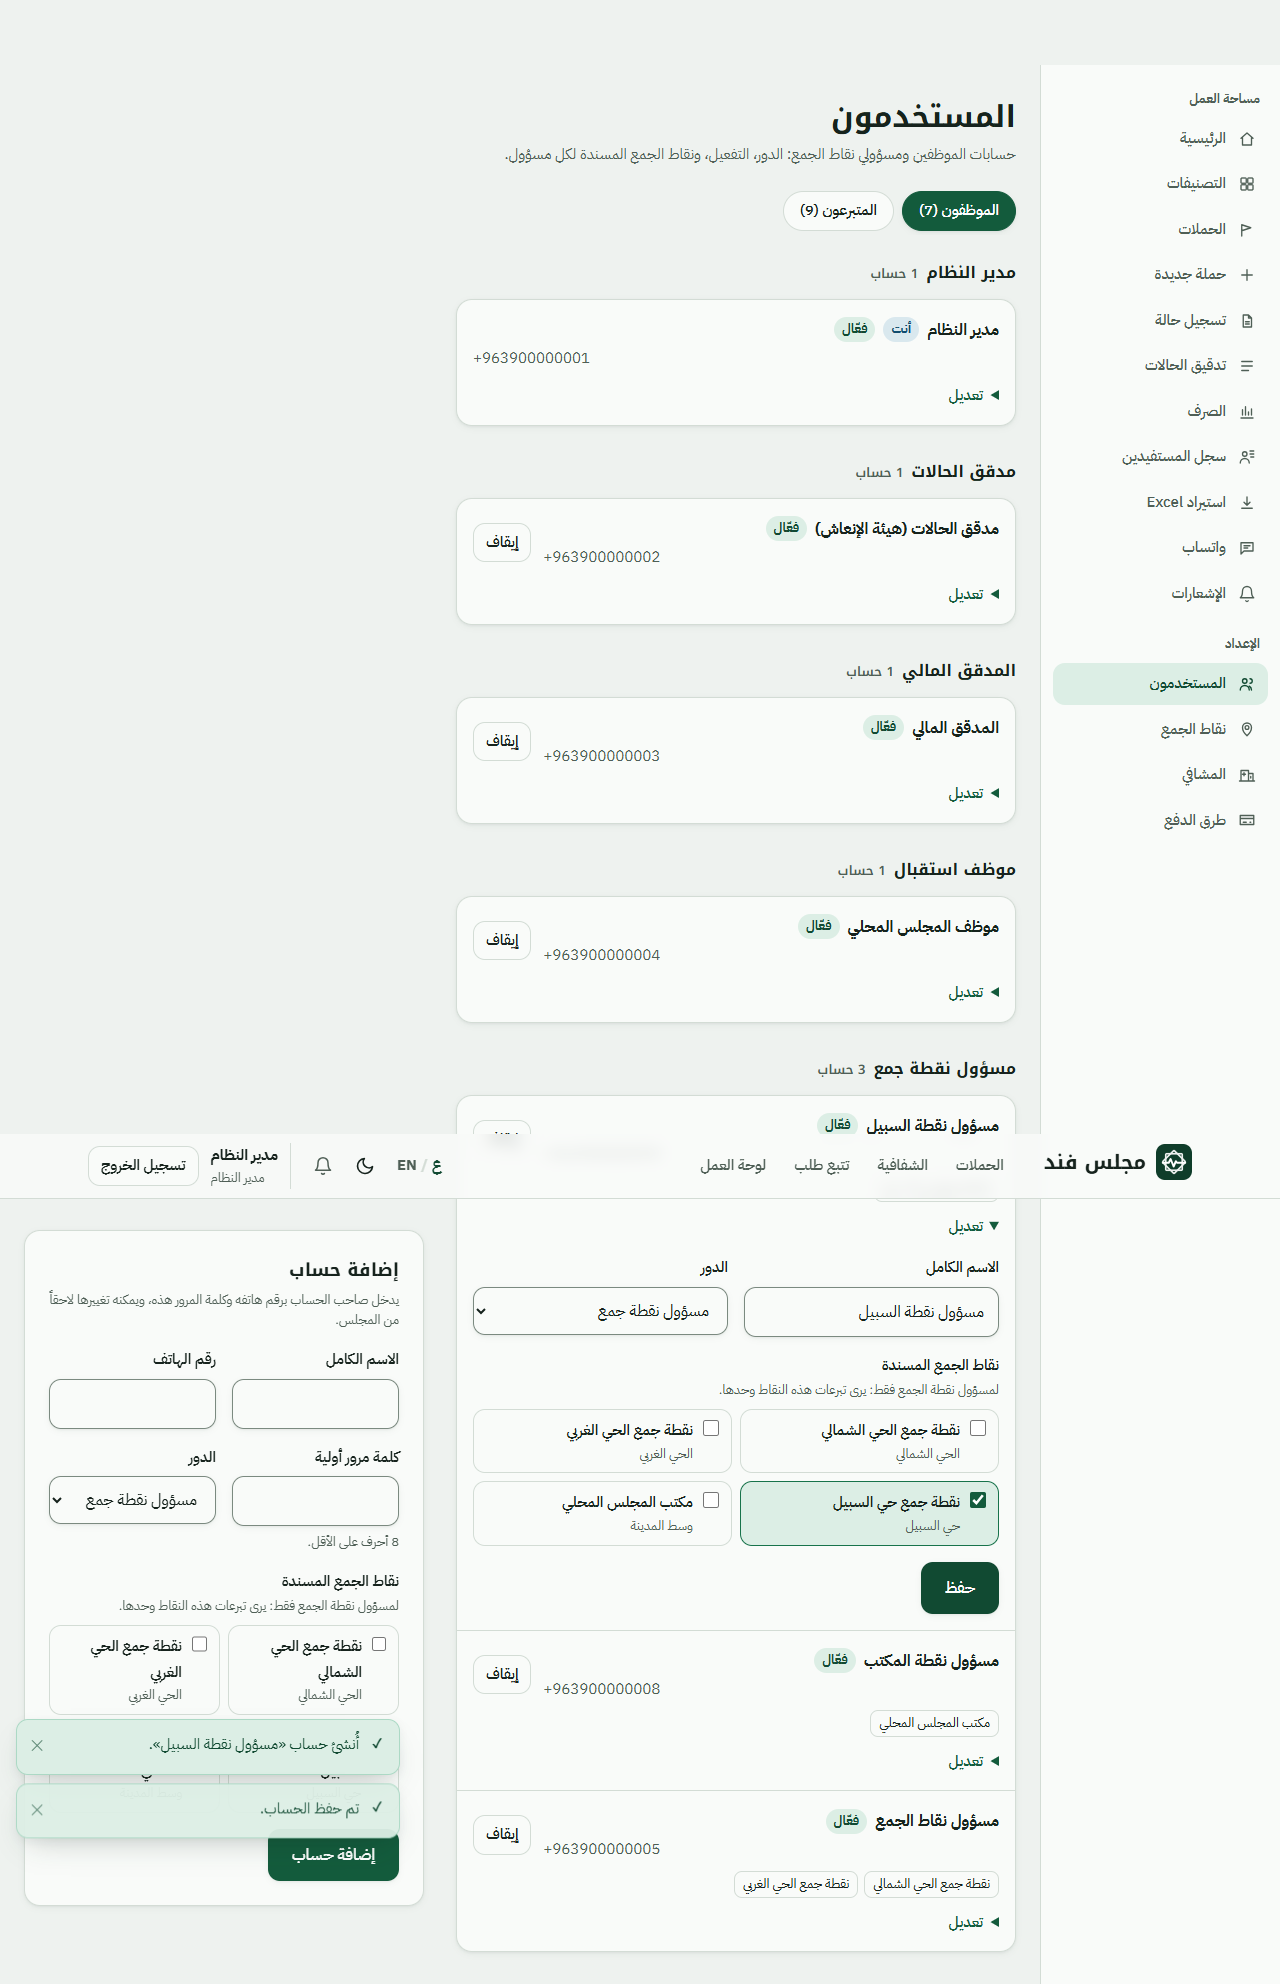 مساحة العمل
الرئيسية
التصنيفات
الحملات
حملة جديدة
تسجيل حالة
تدقيق الحالات
الصرف
سجل المستفيدين
استيراد Excel
واتساب
الإشعارات
الإعداد
المستخدمون
نقاط الجمع
المشافي
طرق الدفع
المستخدمون
حسابات الموظفين ومسؤولي نقاط الجمع: الدور، التفعيل، ونقاط الجمع المسندة لكل مسؤول.
الموظفون (7)
المتبرعون (9)
مدير النظام 1 حساب
مدير النظام أنت فعّال
+963900000001
تعديل
مدقق الحالات 1 حساب
مدقق الحالات (هيئة الإنعاش) فعّال
+963900000002
إيقاف
تعديل
المدقق المالي 1 حساب
المدقق المالي فعّال
+963900000003
إيقاف
تعديل
موظف استقبال 1 حساب
موظف المجلس المحلي فعّال
+963900000004
إيقاف
تعديل
مسؤول نقطة جمع 3 حساب
مسؤول نقطة السبيل فعّال
مجلس فند
الحملات
الشفافية
تتبع طلب
لوحة العمل
ع / EN
مدير النظام
مدير النظام
تسجيل الخروج
تعديل
الاسم الكامل
مسؤول نقطة السبيل
الدور
مسؤول نقطة جمع
نقاط الجمع المسندة
لمسؤول نقطة الجمع فقط: يرى تبرعات هذه النقاط وحدها.
نقطة جمع الحي الشمالي
الحي الشمالي
نقطة جمع الحي الغربي
الحي الغربي
نقطة جمع حي السبيل
حي السبيل
مكتب المجلس المحلي
وسط المدينة
حفظ
مسؤول نقطة المكتب فعّال
+963900000008
إيقاف
مكتب المجلس المحلي
تعديل
مسؤول نقاط الجمع فعّال
+963900000005
إيقاف
نقطة جمع الحي الشمالي
نقطة جمع الحي الغربي
تعديل
إضافة حساب
يدخل صاحب الحساب برقم هاتفه وكلمة المرور هذه، ويمكنه تغييرها لاحقاً
من المجلس.
الاسم الكامل
رقم الهاتف
كلمة مرور أولية
الدور
مسؤول نقطة جمع
8 أحرف على الأقل.
نقاط الجمع المسندة
لمسؤول نقطة الجمع فقط: يرى تبرعات هذه النقاط وحدها.
نقطة جمع الحي
الشمالي
الحي الشمالي
نقطة جمع الحي
الغربي
الحي الغربي
أُنشئ حساب «مسؤول نقطة السبيل».
تم حفظ الحساب.
إضافة حساب